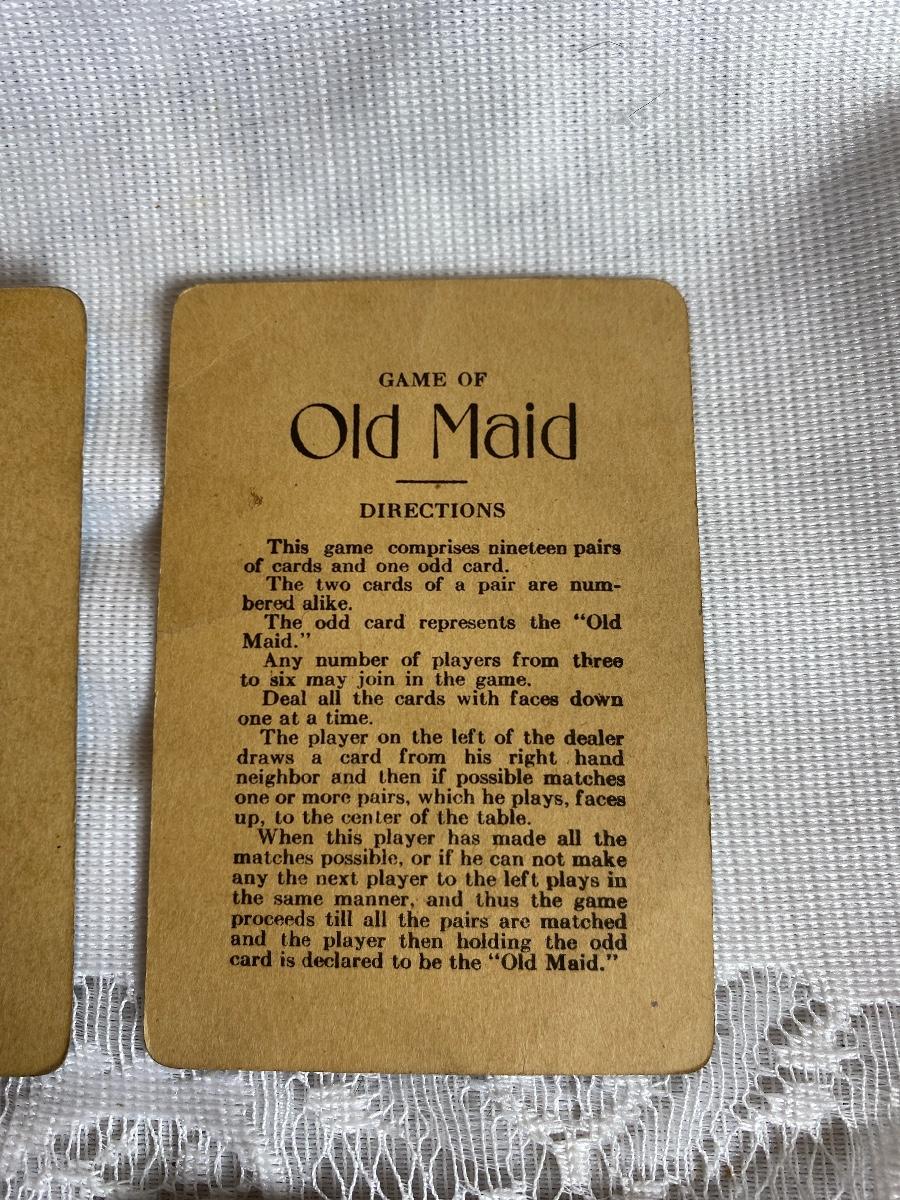 GAME OF
Old Maid
DIRECTIONS
This game comprises nineteen pairs
of cards and one odd card.
The two cards of a pair are num-
bered alike.
The odd card represents the “Old
Maid.”
Any number of players from three
to six may join in the game.
Deal all the cards with faces down
one at a time.
The player on the left of the dealer
draws a card from his right hand
neighbor and then if possible matches
one or more pairs, which he plays, faces
up, to the center of the table.
When this player has made all the
matches possible, or if he can not make
any the next player to the left plays in
the same manner, and thus the game
proceeds till all the pairs are matched
and the player then holding the odd
card is declared to be the “Old Maid.”